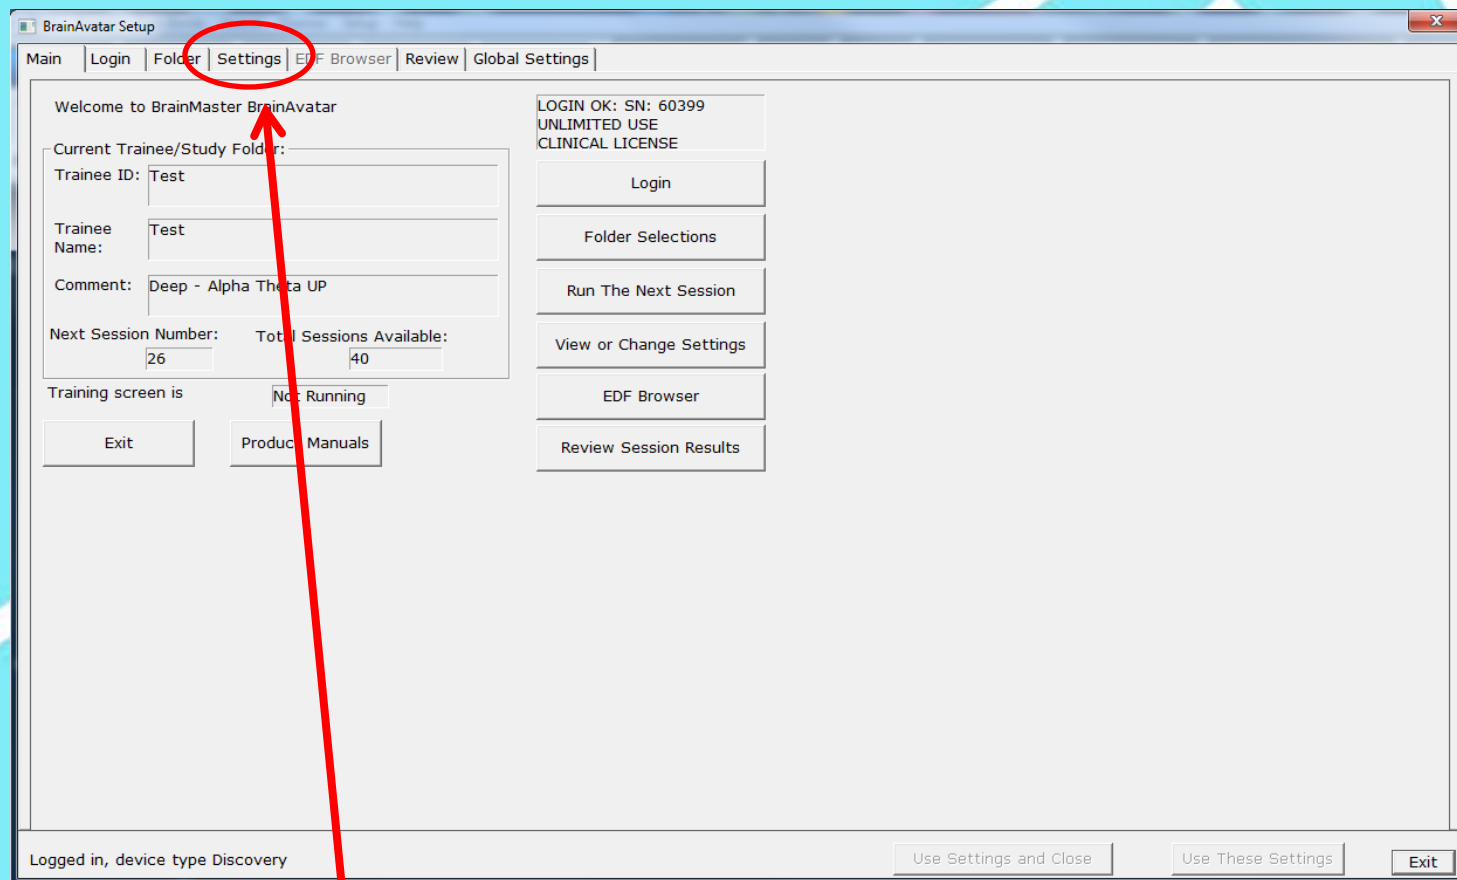 BrainAvatar Setup
Main Login Folder Settings EDF Browser Review Global Settings
Welcome to BrainMaster BrainAvatar
Current Trainee/Study Folder:
Trainee ID: Test
Trainee Name: Test
Comment: Deep - Alpha Theta UP
Next Session Number: Total Sessions Available:
26 40
Training screen is Not Running
Exit Product Manuals
LOGIN OK: SN: 60399
UNLIMITED USE
CLINICAL LICENSE
Login
Folder Selections
Run The Next Session
View or Change Settings
EDF Browser
Review Session Results
Logged in, device type Discovery Use Settings and Close Use These Settings Exit